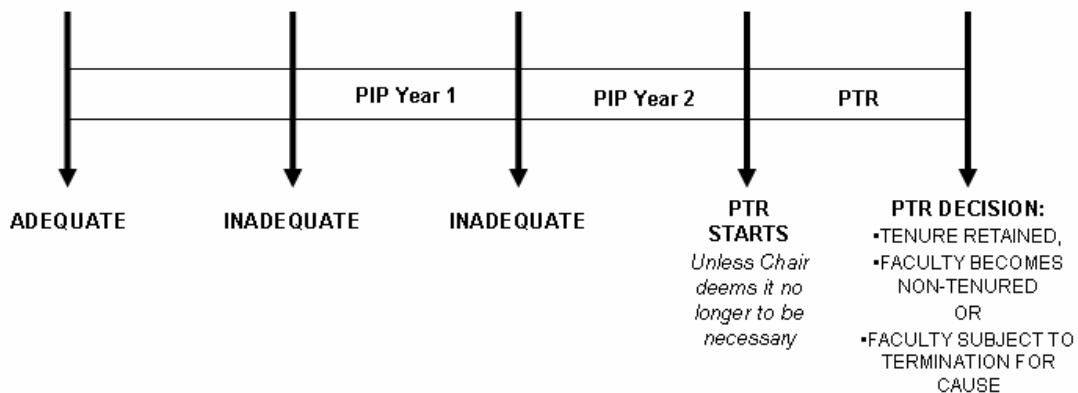 PIP Year 1
PIP Year 2
PTR
ADEQUATE
INADEQUATE
INADEQUATE
PTR
STARTS
Unless Chair
deems it no
longer to be
necessary
PTR DECISION:
▪TENURE RETAINED,
▪FACULTY BECOMES
NON-TENURED
OR
▪FACULTY SUBJECT TO
TERMINATION FOR
CAUSE